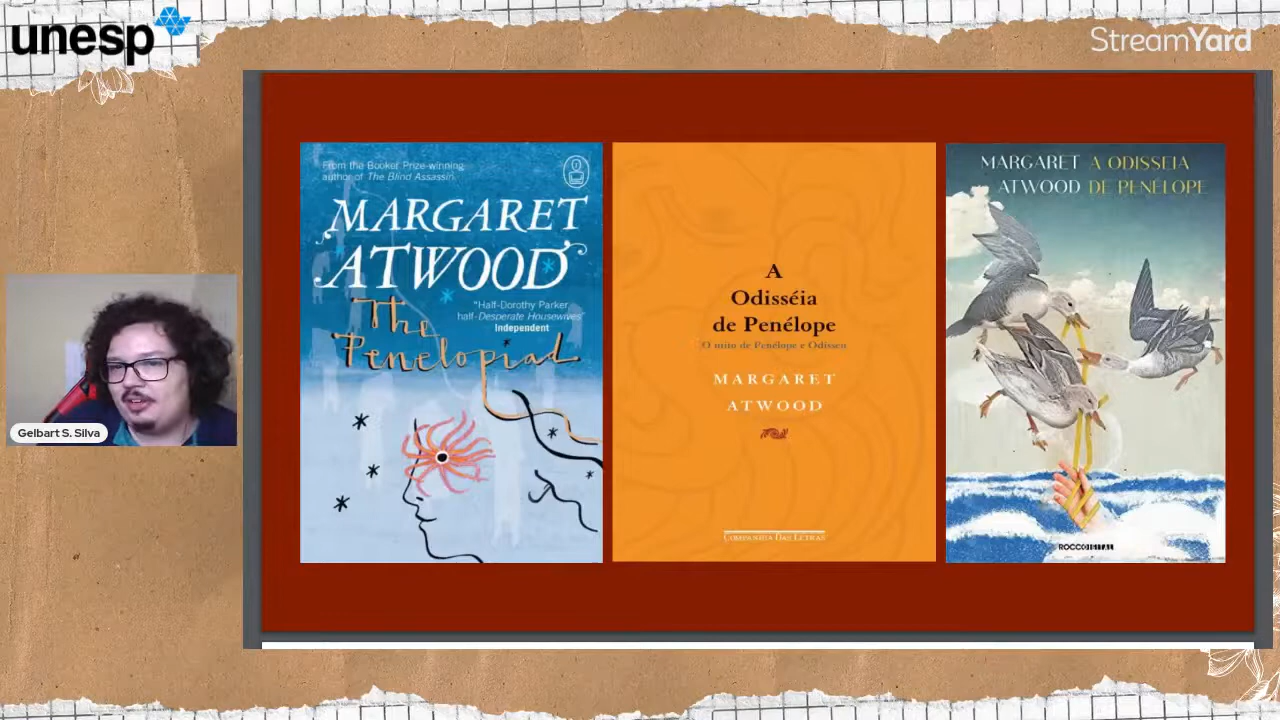 unesp
StreamYard
From the Booker Prize-winning
author of The Blind Assassin.
MARGARET
ATWOOD
"Half-Dorothy Parker,
half-Desperate Housewives"
Independent
The
Penelopiad
A
Odisséia
de Penélope
O mito de Penélope e Odisseu
MARGARET
ATWOOD
COMPANHIA DAS LETRAS
MARGARET A ODISSEIA
ATWOOD DE PENÉLOPE
ROCCODIGITAL
Gelbart S. Silva